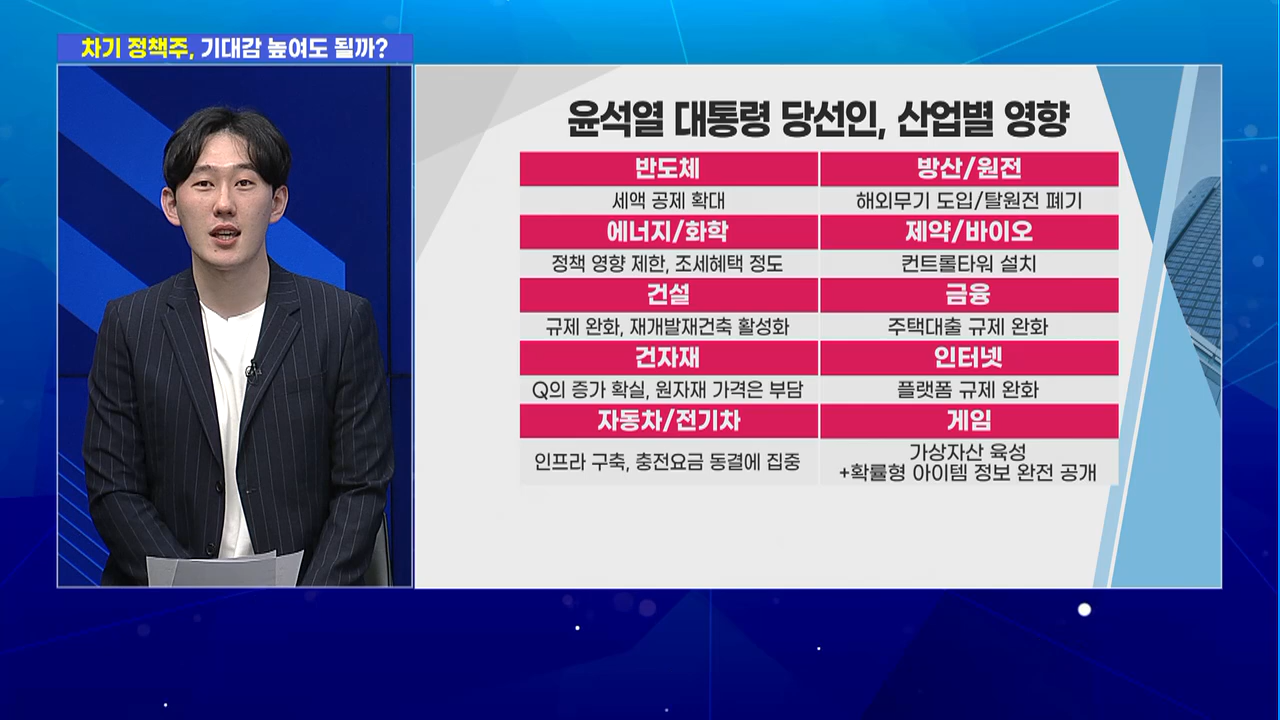 차기 정책주, 기대감 높여도 될까?
윤석열 대통령 당선인, 산업별 영향
반도체
방산/원전
세액 공제 확대
해외무기 도입/탈원전 폐기
에너지/화학
제약/바이오
정책 영향 제한, 조세혜택 정도
컨트롤타워 설치
건설
금융
규제 완화, 재개발재건축 활성화
주택대출 규제 완화
건자재
인터넷
Q의 증가 확실, 원자재 가격은 부담
플랫폼 규제 완화
자동차/전기차
게임
인프라 구축, 충전요금 동결에 집중
가상자산 육성
+확률형 아이템 정보 완전 공개